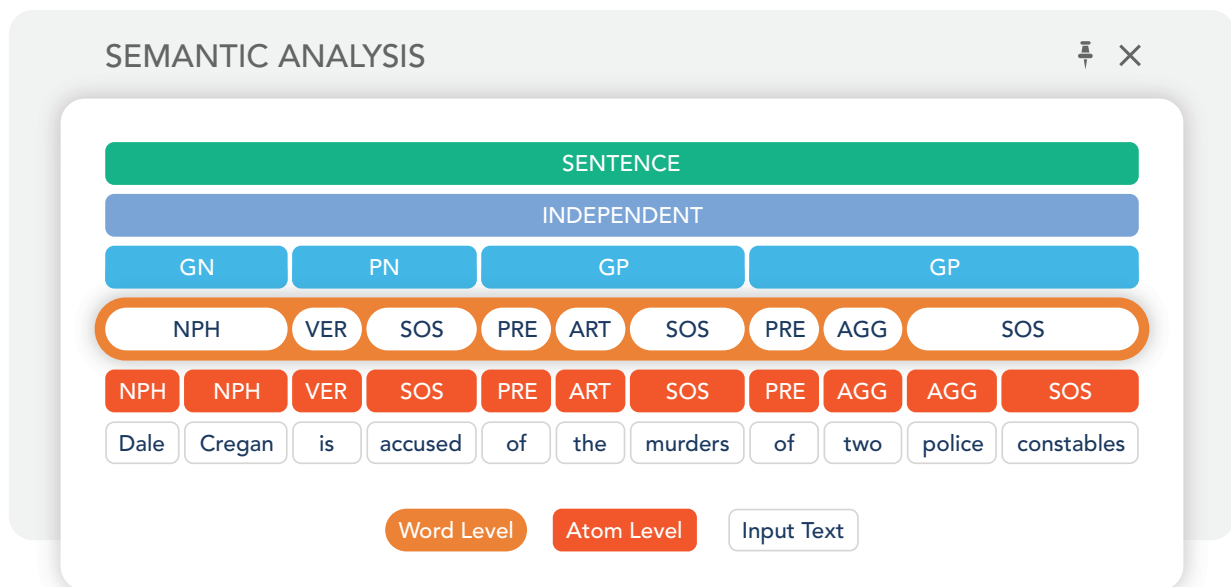 SEMANTIC ANALYSIS
SENTENCE
INDEPENDENT
GN PN GP GP
NPH VER SOS PRE ART SOS PRE AGG SOS
NPH NPH VER SOS PRE ART SOS PRE AGG AGG SOS
Dale Cregan is accused of the murders of two police constables
Word Level Atom Level Input Text